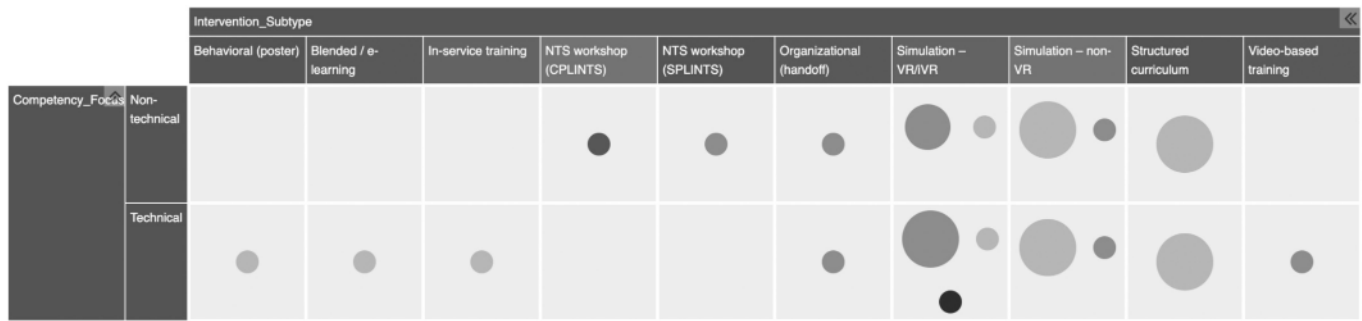 Intervention_Subtype
Behavioral (poster)
Blended / e-
learning
In-service training
NTS workshop
(CPLINTS)
NTS workshop
(SPLINTS)
Organizational
(handoff)
Simulation –
VR/iVR
Simulation – non-
VR
Structured
curriculum
Video-based
training
Competency_Focus
Non-
technical
Technical